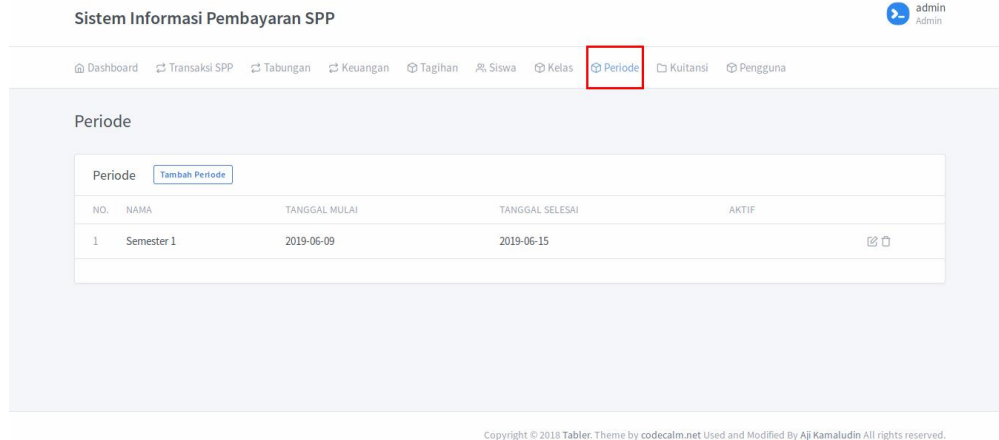 Sistem Informasi Pembayaran SPP
admin
Admin
Dashboard Transaksi SPP Tabungan Keuangan Tagihan Siswa Kelas Periode Kuitansi Pengguna
Periode
Periode Tambah Periode
NO. NAMA TANGGAL MULAI TANGGAL SELESAI AKTIF
1 Semester 1 2019-06-09 2019-06-15
Copyright © 2018 Tabler. Theme by codecalm.net Used and Modified By Aji Kamaludin All rights reserved.